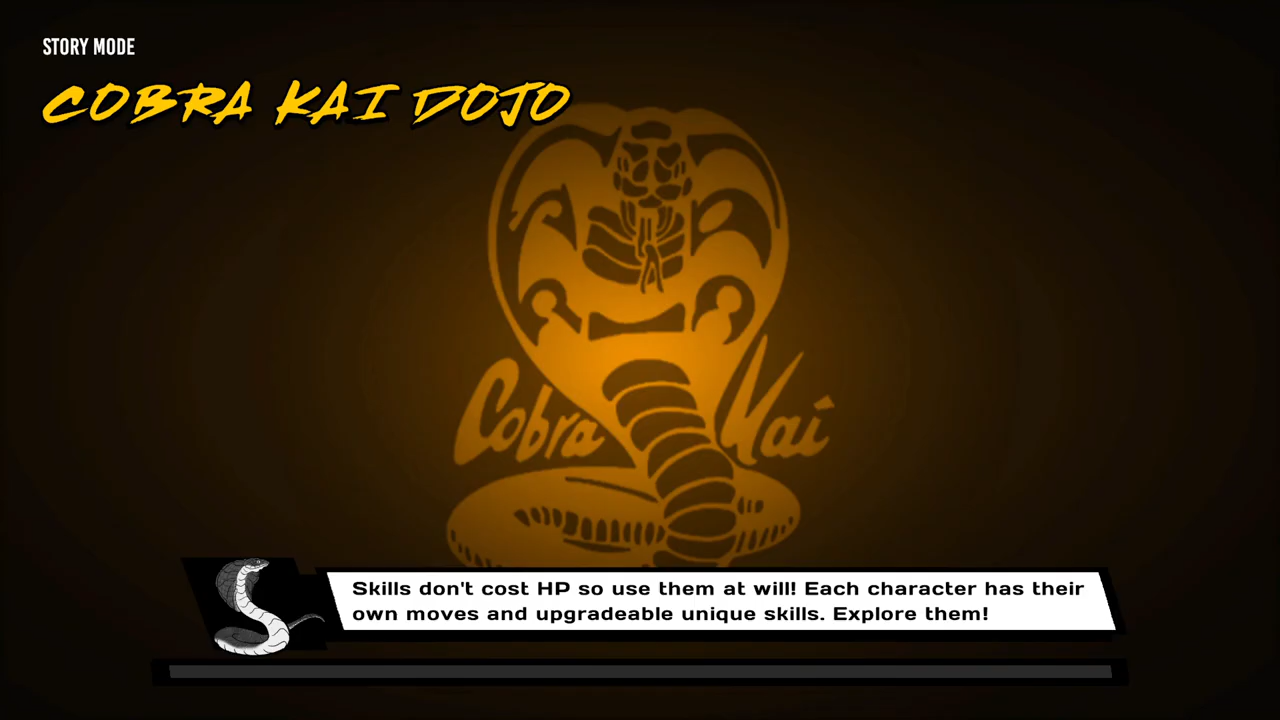 STORY MODE
COBRA KAI DOJO
Cobra Kai
Skills don't cost HP so use them at will! Each character has their
own moves and upgradeable unique skills. Explore them!